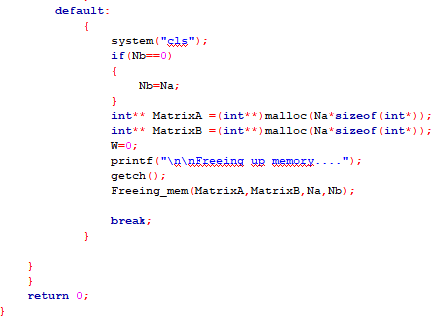 default:
{
system("cls");
if(Nb==0)
{
Nb=Na;
}
int** MatrixA =(int**)malloc(Na*sizeof(int*));
int** MatrixB =(int**)malloc(Na*sizeof(int*));
W=0;
printf("\n\nFreeing up memory....");
getch();
Freeing_mem(MatrixA,MatrixB,Na,Nb);
break;
}
}
}
return 0;
}